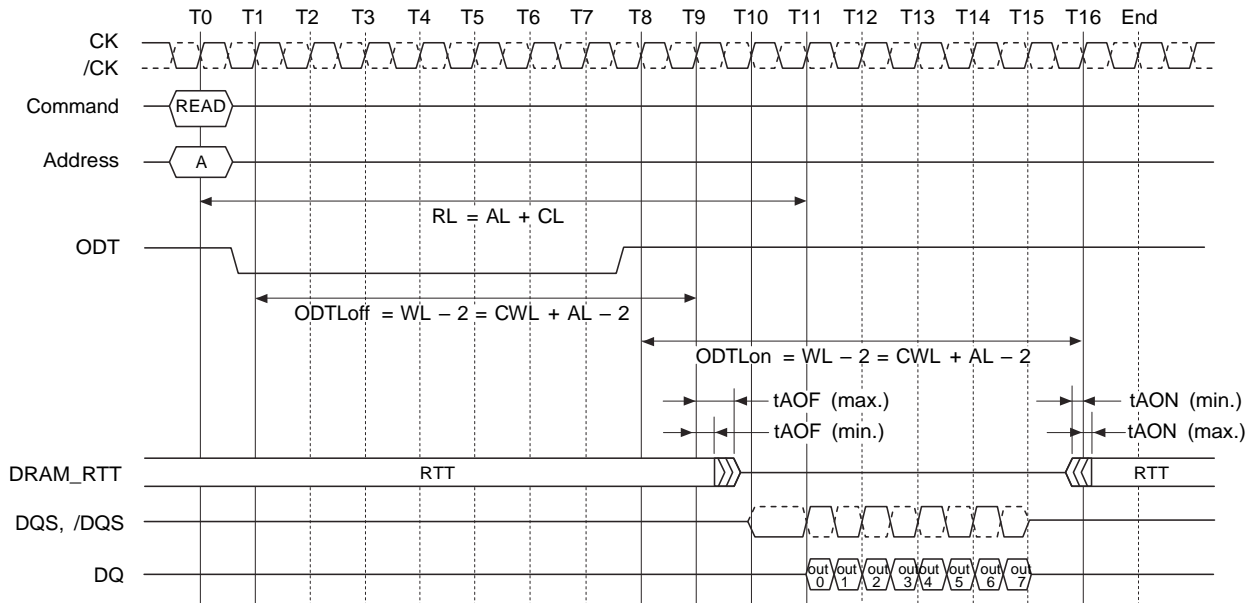 T0 T1 T2 T3 T4 T5 T6 T7 T8 T9 T10 T11 T12 T13 T14 T15 T16 End
CK
/CK
Command READ
Address A
RL = AL + CL
ODT
ODTLoff = WL – 2 = CWL + AL – 2
ODTLon = WL – 2 = CWL + AL – 2
tAOF (max.) tAON (min.)
tAOF (min.) tAON (max.)
DRAM_RTT RTT RTT
DQS, /DQS
DQ out 0 out 1 out 2 out 3 out 4 out 5 out 6 out 7